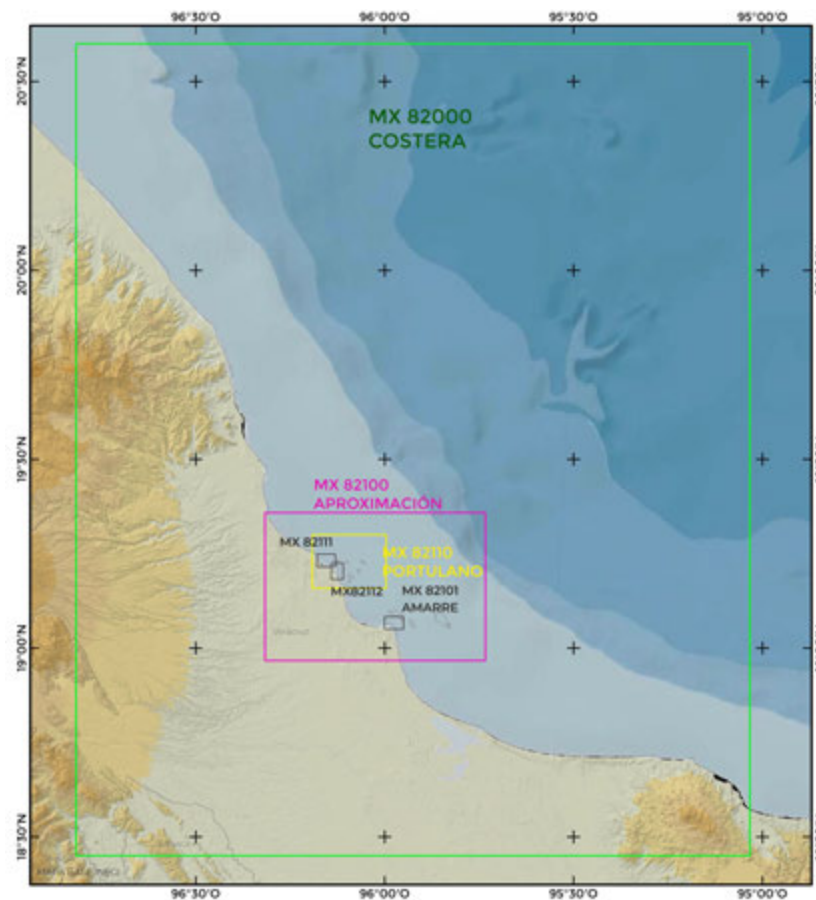 96°30'O 96°00'O 95°30'O 95°00'O
20°30'N
20°00'N
19°30'N
19°00'N
18°30'N
MX 82000
COSTERA
MX 82100
APROXIMACIÓN
MX 82111
MX 82110
PORTULANO
MX82112
MX 82101
AMARRE
Veracruz
96°30'O 96°00'O 95°30'O 95°00'O